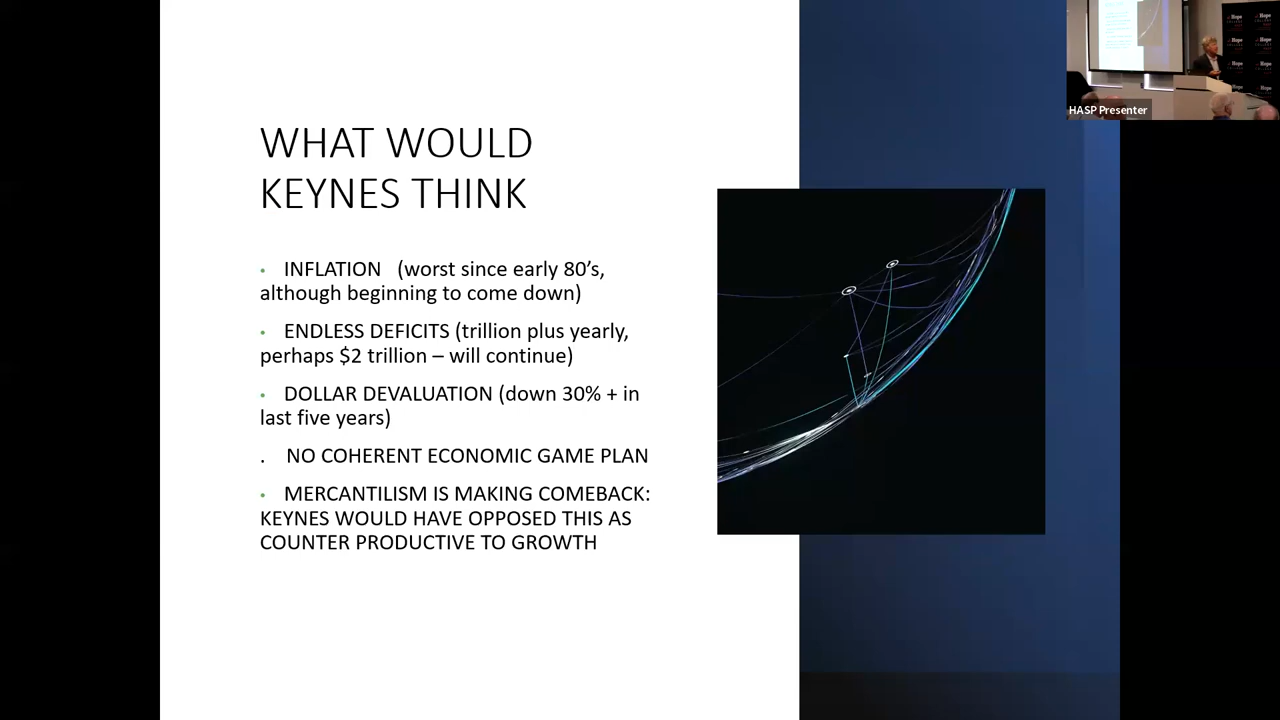 WHAT WOULD
KEYNES THINK
• INFLATION (worst since early 80’s,
although beginning to come down)
• ENDLESS DEFICITS (trillion plus yearly,
perhaps $2 trillion – will continue)
• DOLLAR DEVALUATION (down 30% + in
last five years)
. NO COHERENT ECONOMIC GAME PLAN
• MERCANTILISM IS MAKING COMEBACK:
KEYNES WOULD HAVE OPPOSED THIS AS
COUNTER PRODUCTIVE TO GROWTH
HASP Presenter
Hope